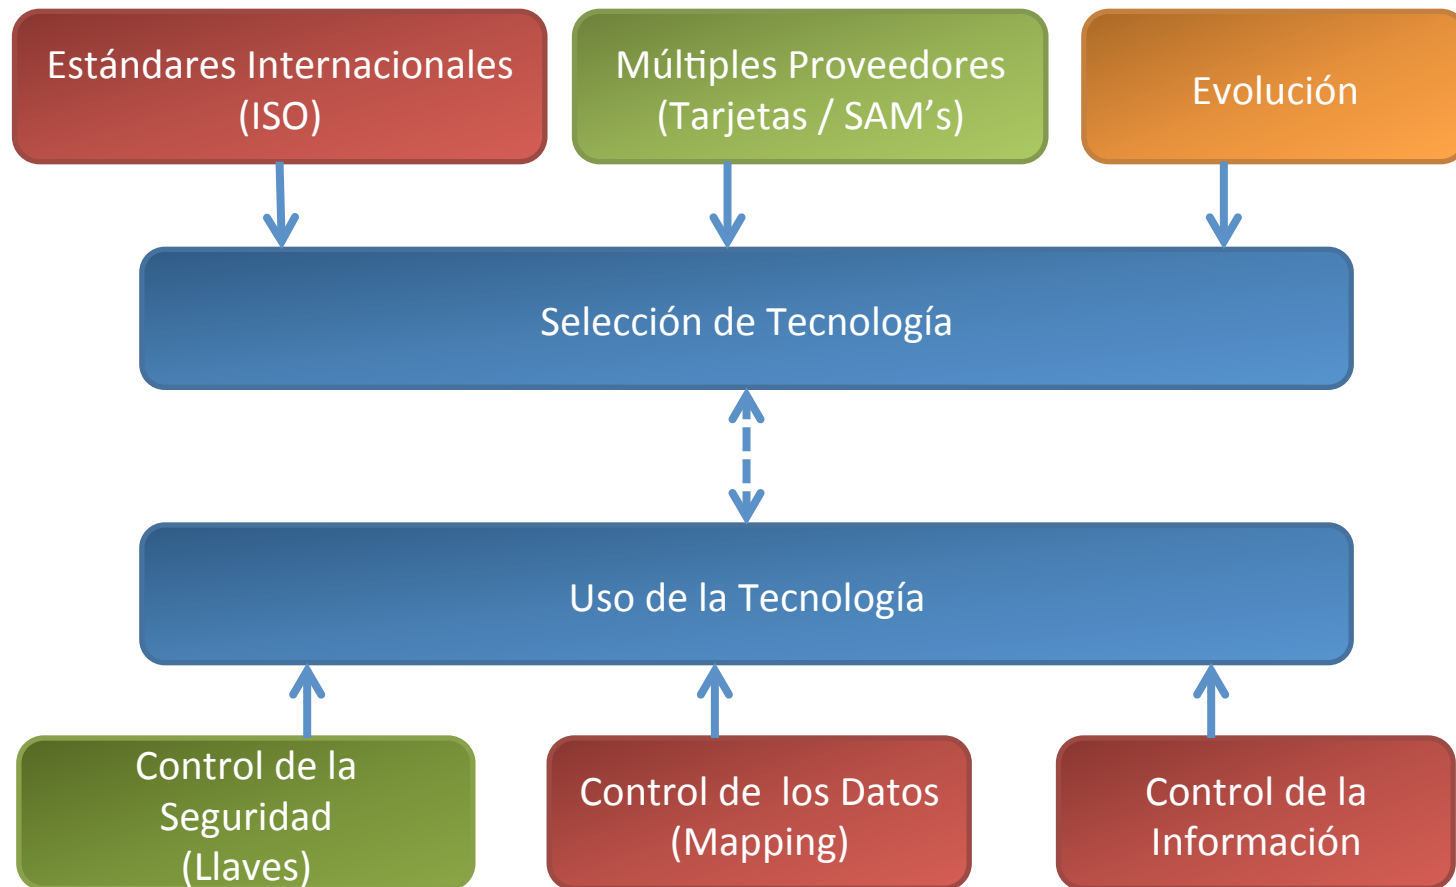 Estándares Internacionales
(ISO)
Múltiples Proveedores
(Tarjetas / SAM’s)
Evolución
Selección de Tecnología
Uso de la Tecnología
Control de la
Seguridad
(Llaves)
Control de  los Datos
(Mapping)
Control de la
Información